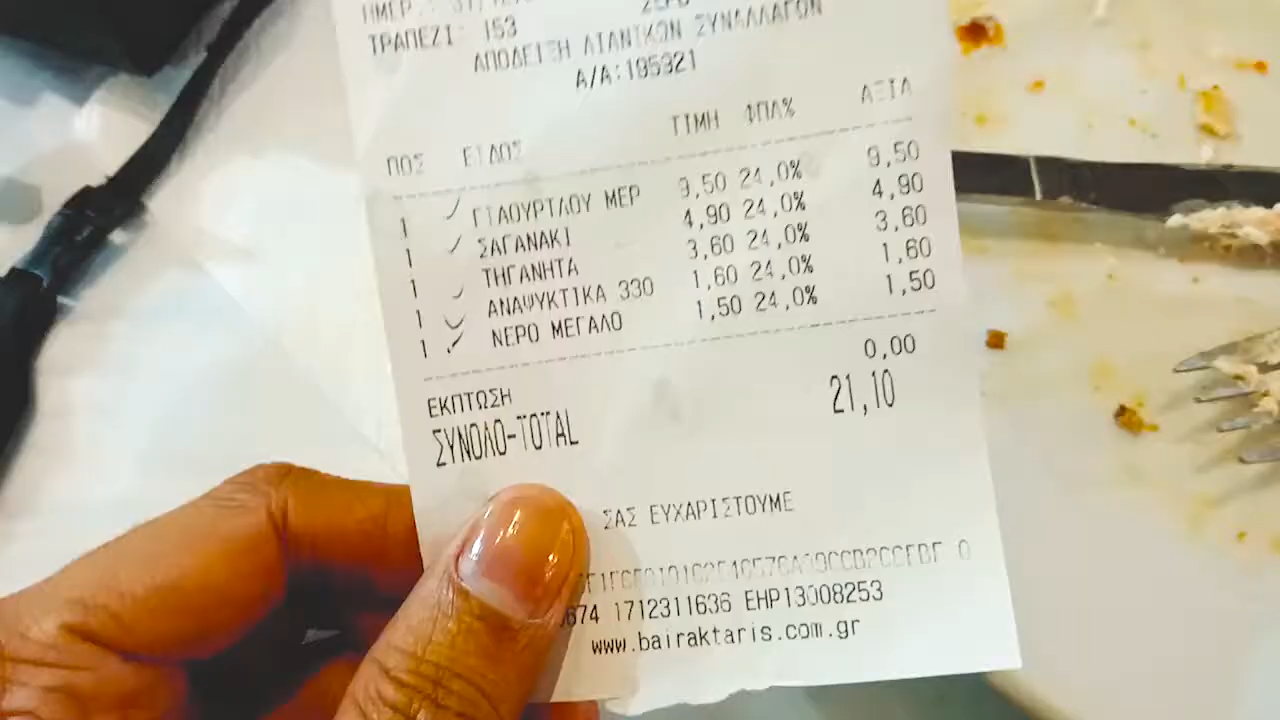 ΤΡΑΠΕΖΙ: 153
ΑΠΟΔΕΙΞΗ ΛΙΑΝΙΚΩΝ ΣΥΝΑΛΛΑΓΩΝ
Α/Α:195321
ΠΟΣ ΕΙΔΟΣ ΤΙΜΗ ΦΠΑ% ΑΞΙΑ
1 ΓΙΑΟΥΡΤΛΟΥ ΜΕΡ 9,50 24,0% 9,50
1 ΣΑΓΑΝΑΚΙ 4,90 24,0% 4,90
1 ΤΗΓΑΝΗΤΑ 3,60 24,0% 3,60
1 ΑΝΑΨΥΚΤΙΚΑ 330 1,60 24,0% 1,60
1 ΝΕΡΟ ΜΕΓΑΛΟ 1,50 24,0% 1,50
ΕΚΠΤΩΣΗ 0,00
ΣΥΝΟΛΟ-TOTAL 21,10
ΣΑΣ ΕΥΧΑΡΙΣΤΟΥΜΕ
1712311636 EHP13008253
www.bairaktaris.com.gr